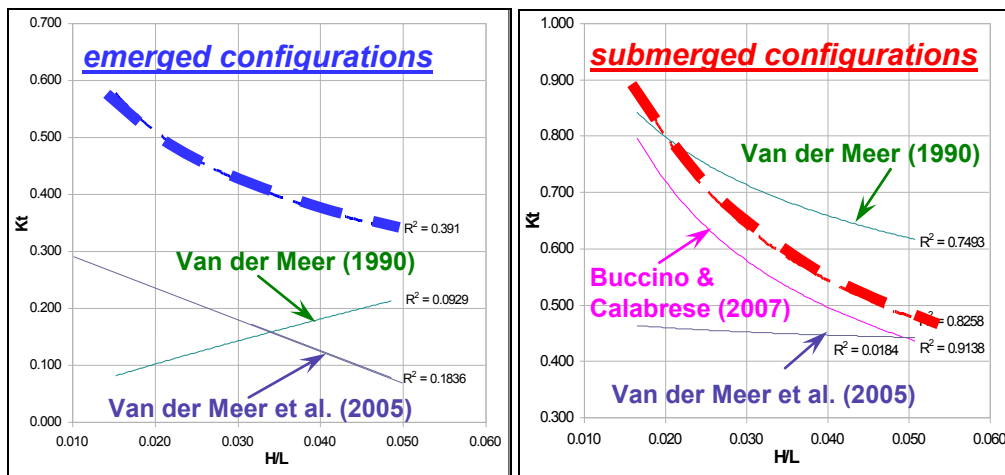 0.700
0.600
0.500
0.400
0.300
0.200
0.100
0.000
Kt
emerged configurations
R² = 0.391
Van der Meer (1990)
R² = 0.0929
R² = 0.1836
Van der Meer et al. (2005)
0.010 0.020 0.030 0.040 0.050 0.060
H/L
1.000
0.900
0.800
0.700
0.600
0.500
0.400
0.300
Kt
submerged configurations
Van der Meer (1990)
R² = 0.7493
Buccino &
Calabrese (2007)
R² = 0.8258
R² = 0.0184
R² = 0.9138
Van der Meer et al. (2005)
0.010 0.020 0.030 0.040 0.050 0.060
H/L